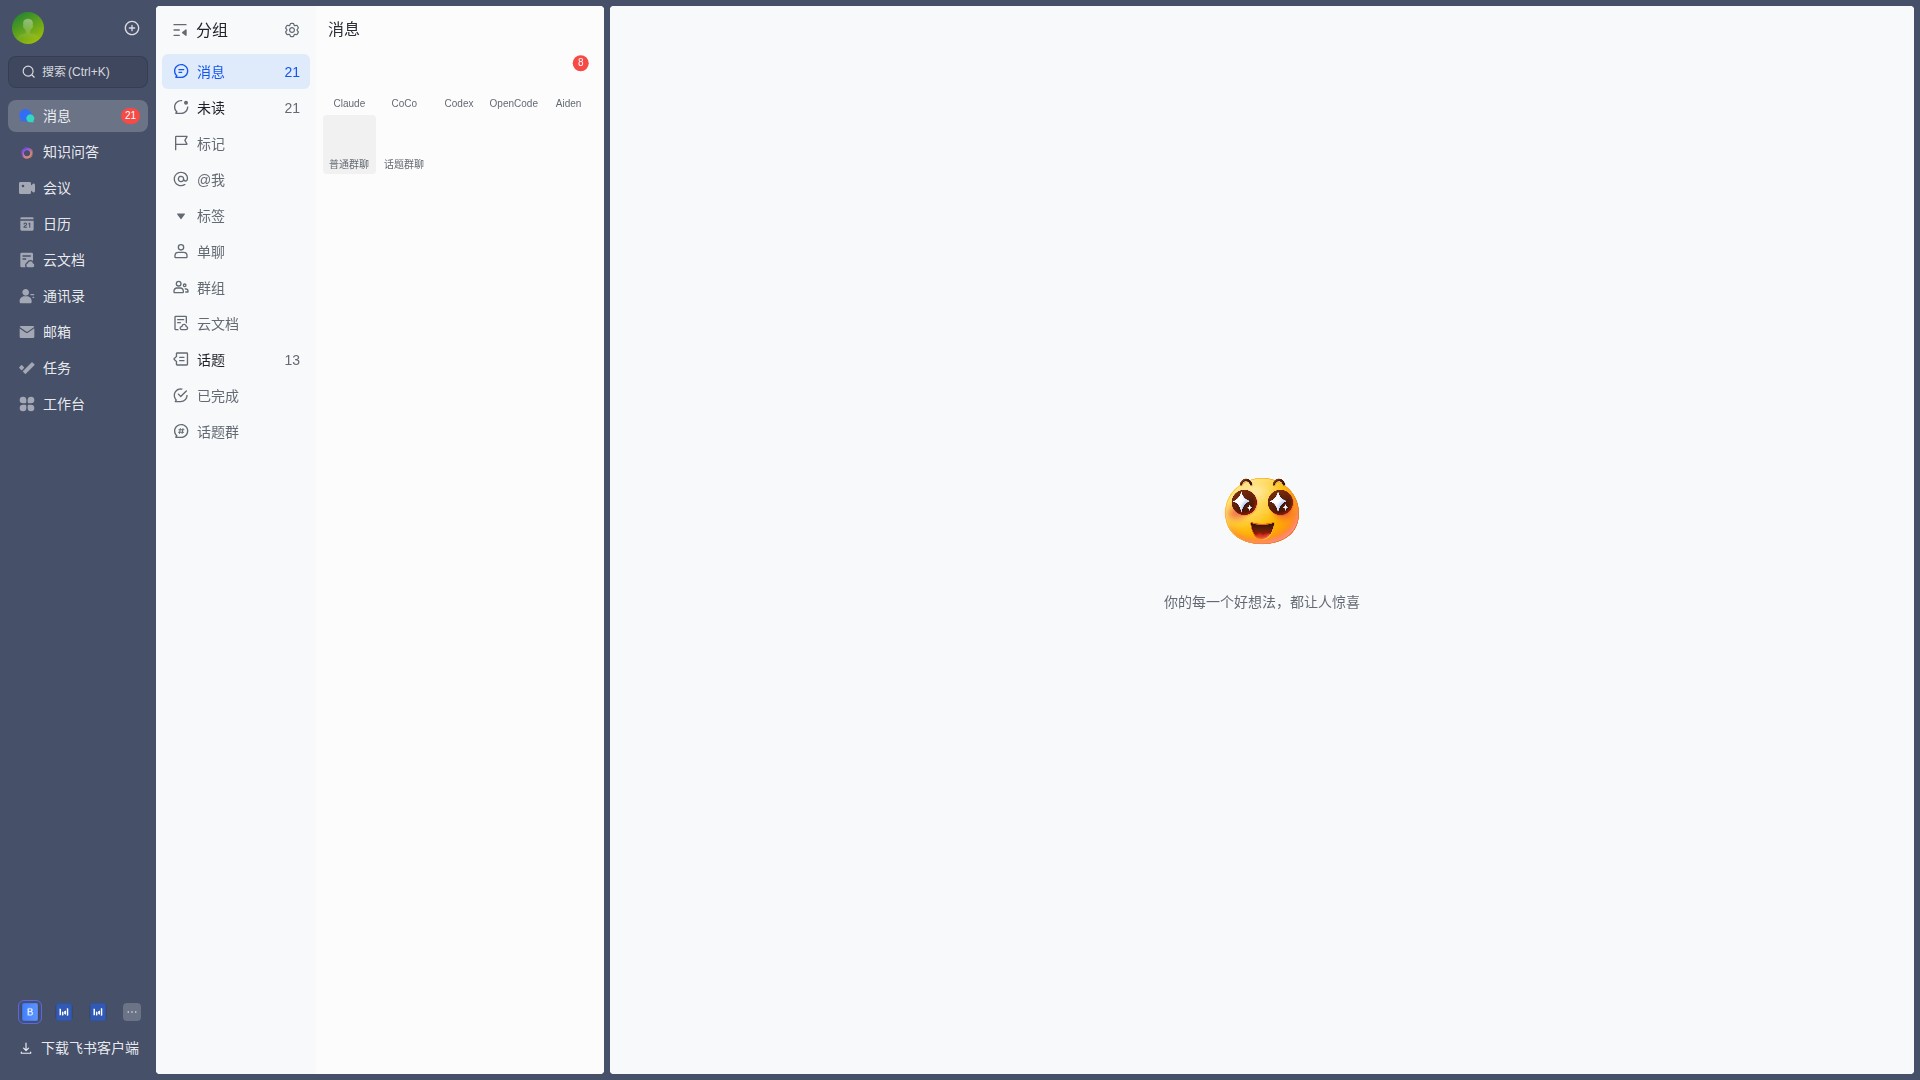 搜索 (Ctrl+K)
消息 21
知识问答
会议
日历
云文档
通讯录
邮箱
任务
工作台
B
下载飞书客户端
分组
消息 21
未读 21
标记
@我
标签
单聊
群组
云文档
话题 13
已完成
话题群
消息
8
Claude CoCo Codex OpenCode Aiden
普通群聊 话题群聊
你的每一个好想法，都让人惊喜